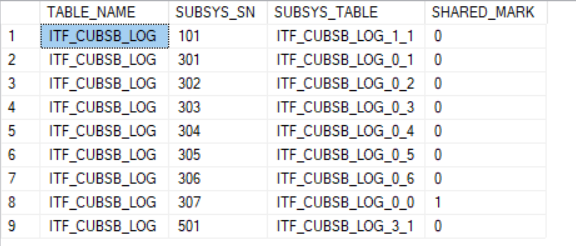 TABLE_NAME SUBSYS_SN SUBSYS_TABLE SHARED_MARK
1 ITF_CUBSB_LOG 101 ITF_CUBSB_LOG_1_1 0
2 ITF_CUBSB_LOG 301 ITF_CUBSB_LOG_0_1 0
3 ITF_CUBSB_LOG 302 ITF_CUBSB_LOG_0_2 0
4 ITF_CUBSB_LOG 303 ITF_CUBSB_LOG_0_3 0
5 ITF_CUBSB_LOG 304 ITF_CUBSB_LOG_0_4 0
6 ITF_CUBSB_LOG 305 ITF_CUBSB_LOG_0_5 0
7 ITF_CUBSB_LOG 306 ITF_CUBSB_LOG_0_6 0
8 ITF_CUBSB_LOG 307 ITF_CUBSB_LOG_0_0 1
9 ITF_CUBSB_LOG 501 ITF_CUBSB_LOG_3_1 0